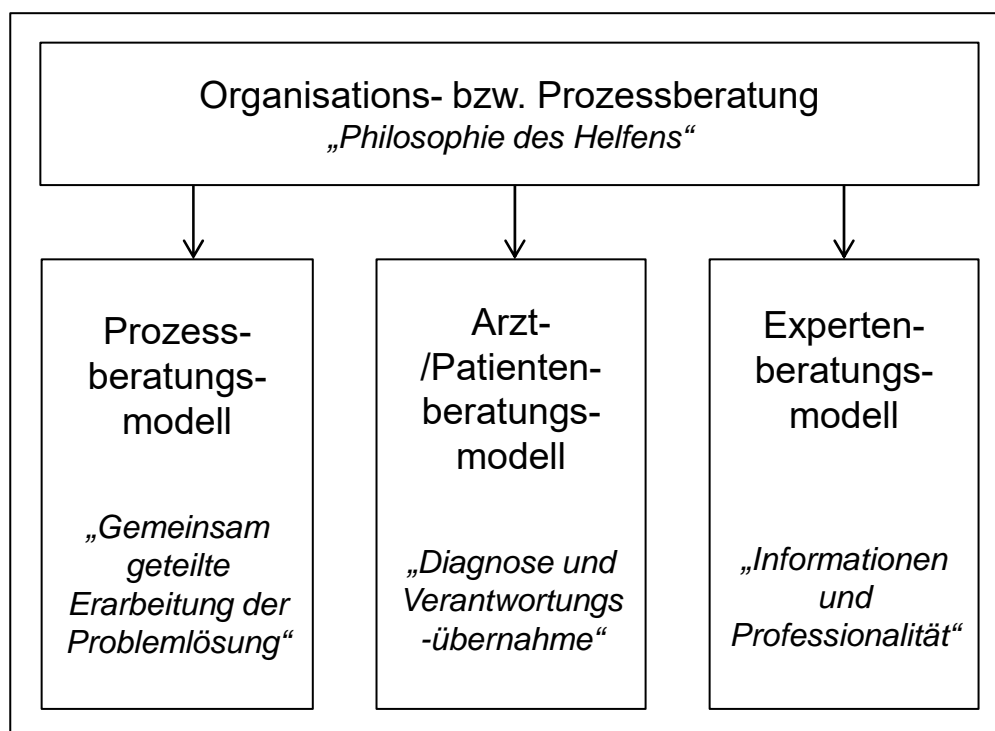 Organisations- bzw. Prozessberatung
„Philosophie des Helfens“
Prozess-
beratungs-
modell
„Gemeinsam
geteilte
Erarbeitung der
Problemlösung“
Arzt-
/Patienten-
beratungs-
modell
„Diagnose und
Verantwortungs
-übernahme“
Experten-
beratungs-
modell
„Informationen
und
Professionalität“